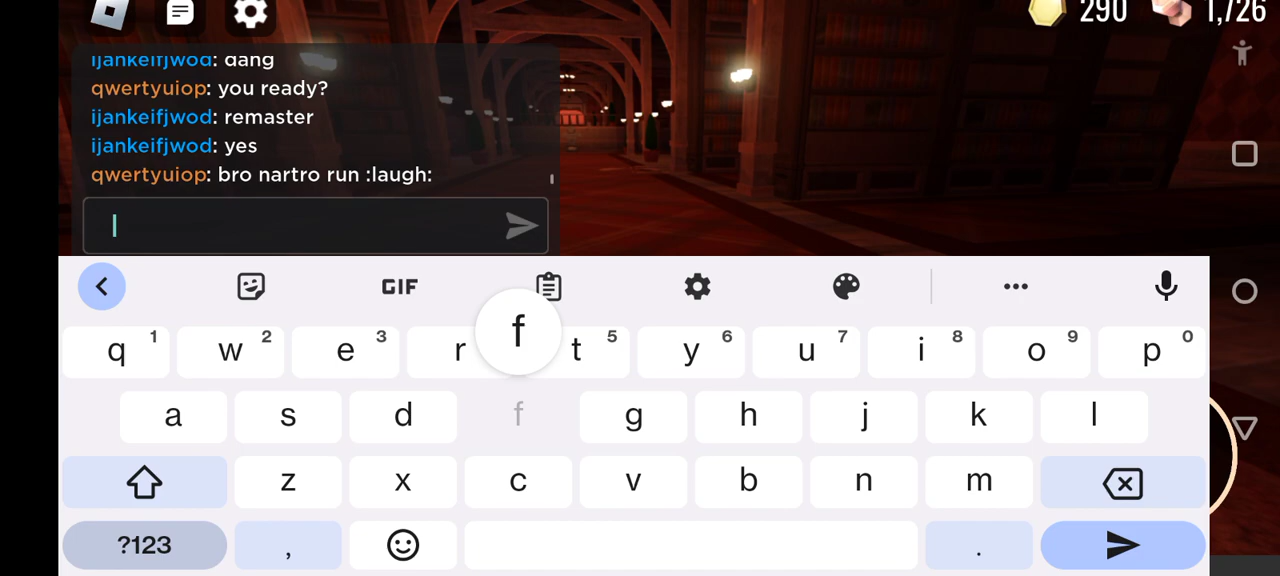 290 1,726
ijankeifjwod: dang
qwertyuiop: you ready?
ijankeifjwod: remaster
ijankeifjwod: yes
qwertyuiop: bro nartro run :laugh:
GIF
f
q 1 w 2 e 3 r t 5 y 6 u 7 i 8 o 9 p 0
a s d f g h j k l
z x c v b n m
?123 , .